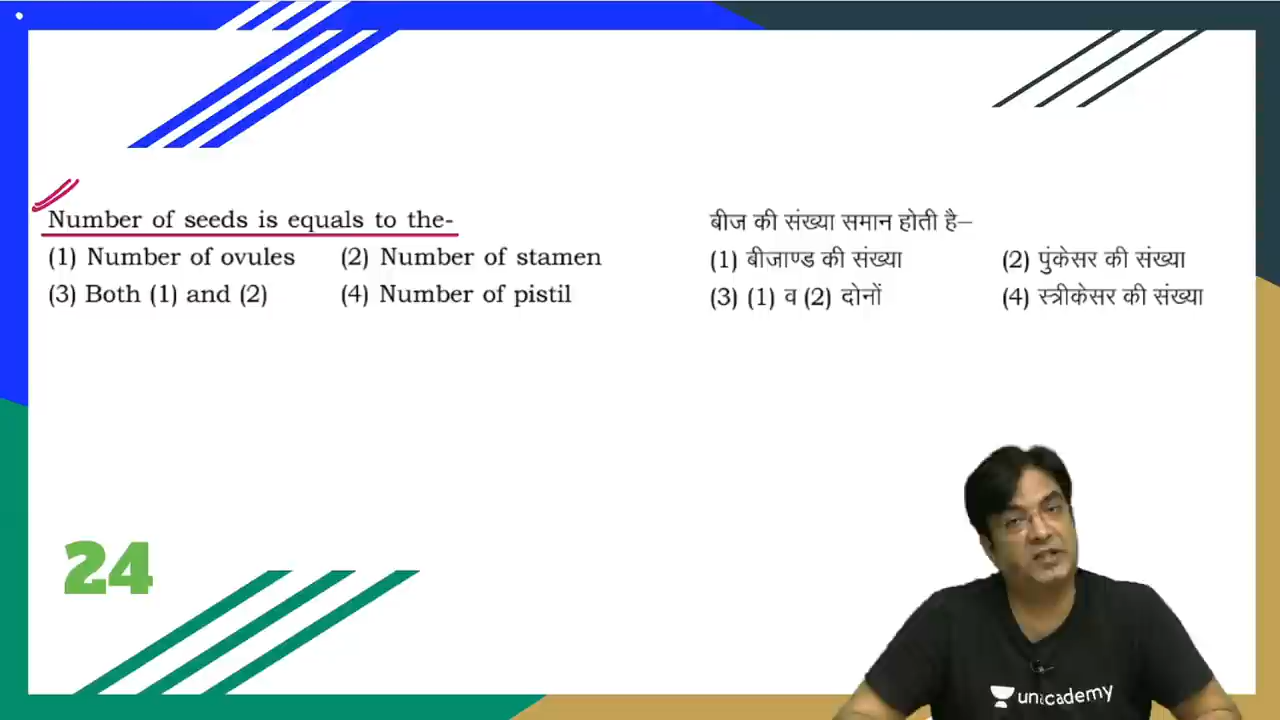 Number of seeds is equals to the-
(1) Number of ovules (2) Number of stamen
(3) Both (1) and (2) (4) Number of pistil
बीज की संख्या समान होती है–
(1) बीजाण्ड की संख्या (2) पुंकेसर की संख्या
(3) (1) व (2) दोनों (4) स्त्रीकेसर की संख्या
24
unacademy